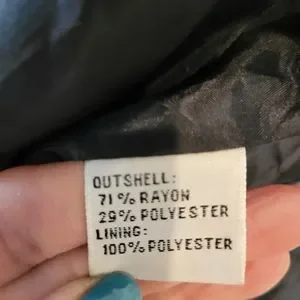 OUTSHELL:
71% RAYON
29% POLYESTER
LINING:
100% POLYESTER